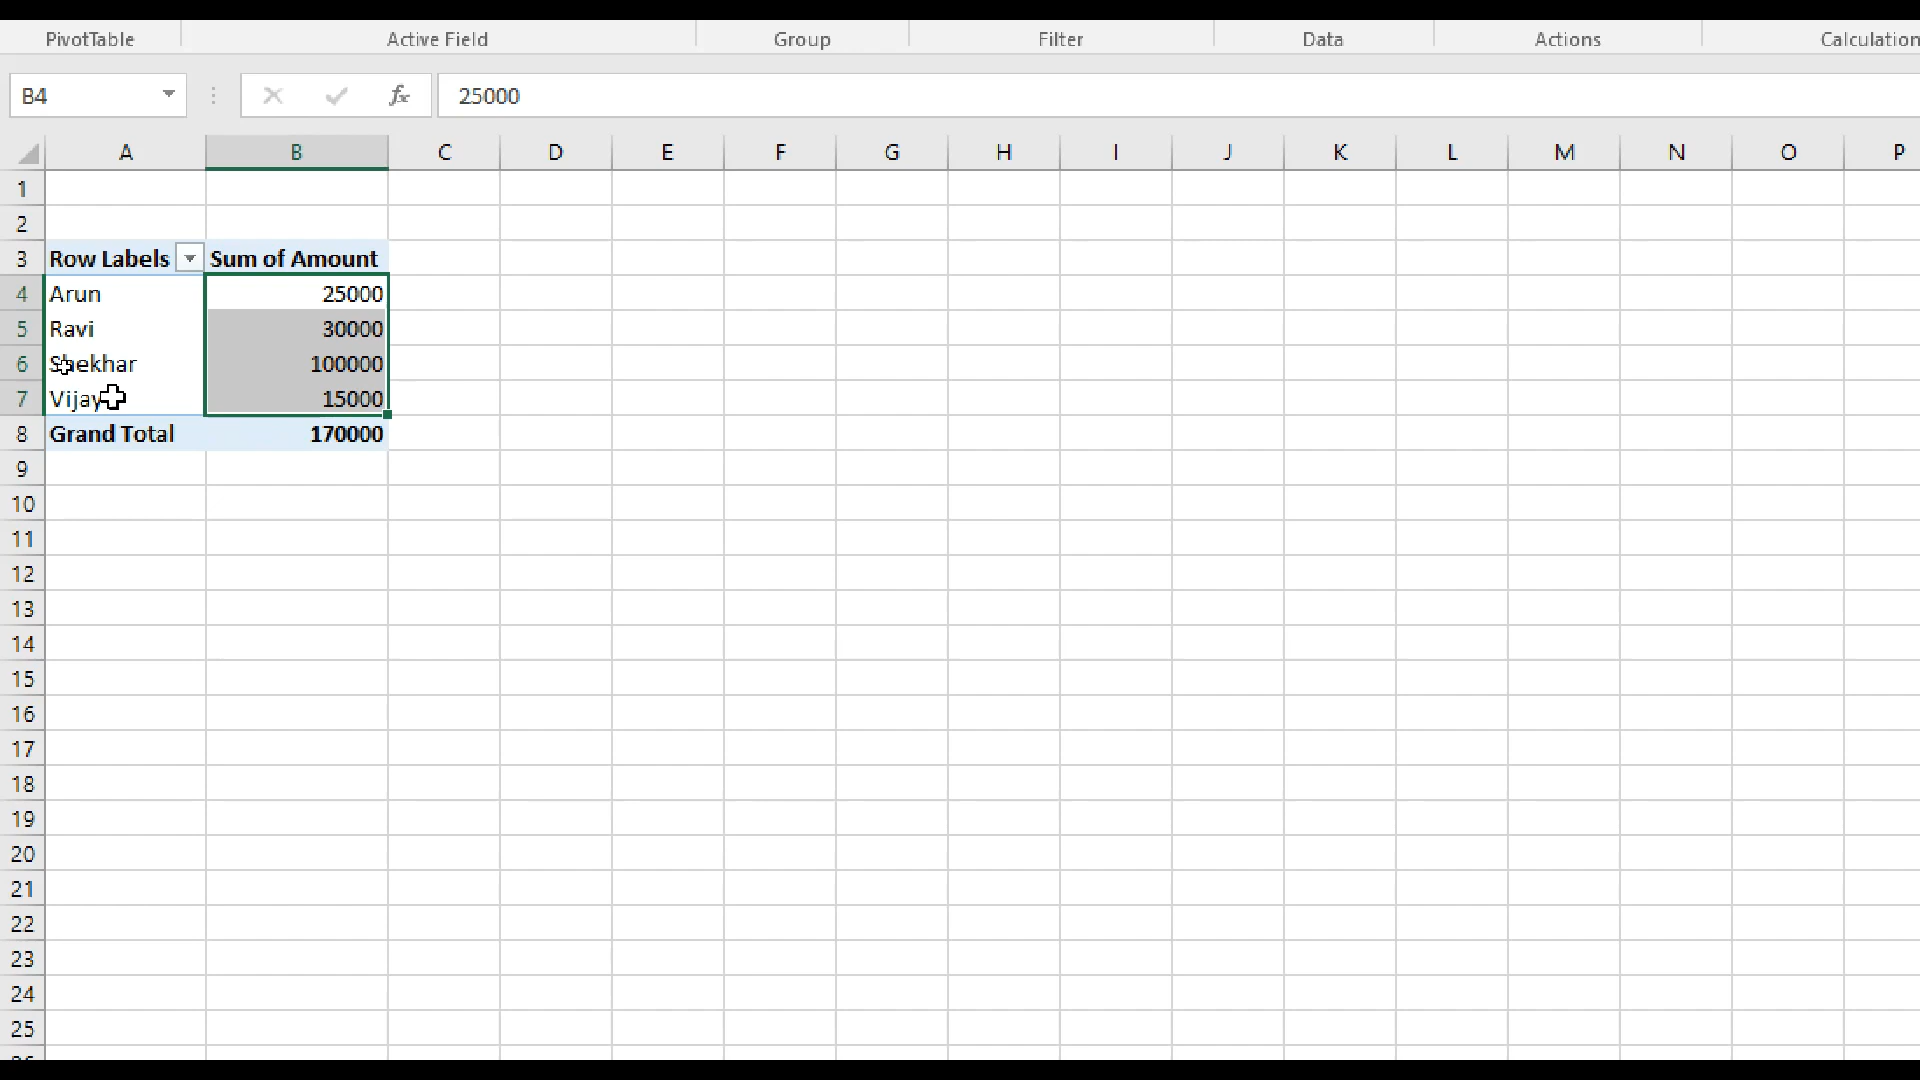 PivotTable Active Field Group Filter Data Actions Calculation
B4 fx 25000
A B C D E F G H I J K L M N O P
1
2
3 Row Labels Sum of Amount
4 Arun 25000
5 Ravi 30000
6 Shekhar 100000
7 Vijay 15000
8 Grand Total 170000
9
10
11
12
13
14
15
16
17
18
19
20
21
22
23
24
25